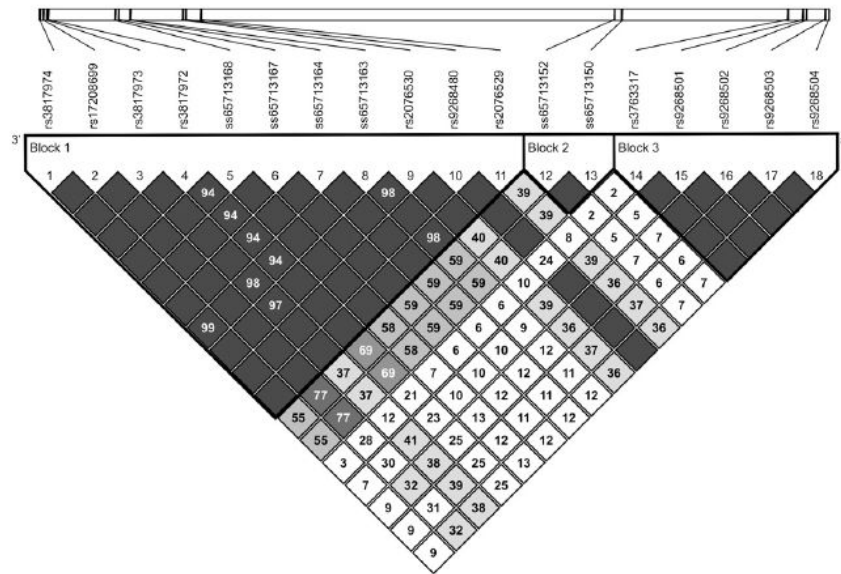 rs3817974
rs17208699
rs3817973
rs3817972
ss65713168
ss65713167
ss65713164
ss65713163
rs2076530
rs9268480
rs2076529
ss65713152
ss65713150
rs3763317
rs9268501
rs9268502
rs9268503
rs9268504
3'
Block 1 Block 2 Block 3
1 2 3 4 5 6 7 8 9 10 11 12 13 14 15 16 17 18
94 98 39 2
94 39 2 5
94 98 40 8 5 7
94 59 40 24 39 7 6
98 59 59 10 36 6 7
97 59 59 6 39 37 7
99 58 59 6 9 36 36
69 58 6 10 12 37
37 69 7 10 12 11 36
77 37 21 10 12 11
55 77 12 23 13 11 12
55 28 41 25 12 12
3 30 38 25 13
7 32 39 25
9 31 38
9 32
9